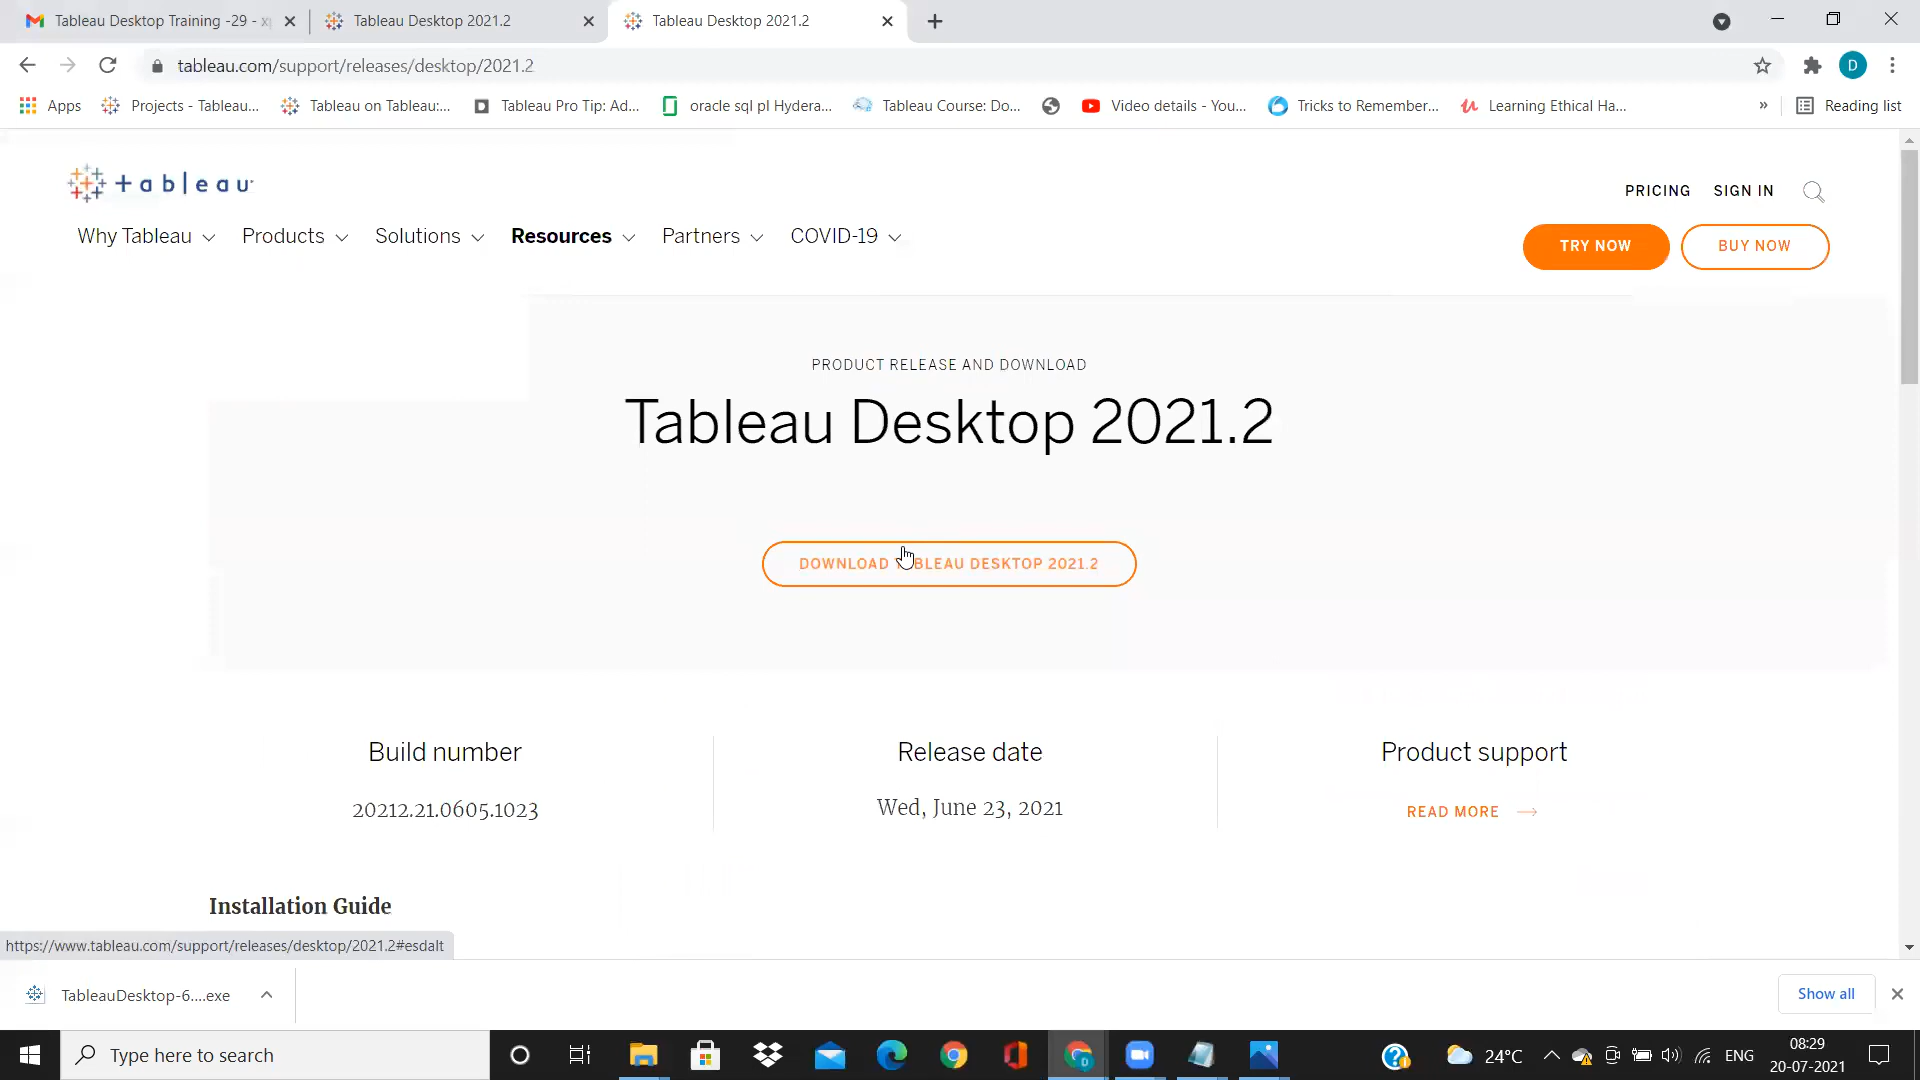 Tableau Desktop Training -29 - x
Tableau Desktop 2021.2
Tableau Desktop 2021.2
tableau.com/support/releases/desktop/2021.2
D
Apps
Projects - Tableau...
Tableau on Tableau:...
Tableau Pro Tip: Ad...
oracle sql pl Hydera...
Tableau Course: Do...
Video details - You...
Tricks to Remember...
Learning Ethical Ha...
»
Reading list
+ableau
PRICING
SIGN IN
Why Tableau
Products
Solutions
Resources
Partners
COVID-19
TRY NOW
BUY NOW
PRODUCT RELEASE AND DOWNLOAD
Tableau Desktop 2021.2
DOWNLOAD TABLEAU DESKTOP 2021.2
Build number
Release date
Product support
20212.21.0605.1023
Wed, June 23, 2021
READ MORE
Installation Guide
https://www.tableau.com/support/releases/desktop/2021.2#esdalt
TableauDesktop-6....exe
Show all
Type here to search
24°C
ENG
08:29
20-07-2021